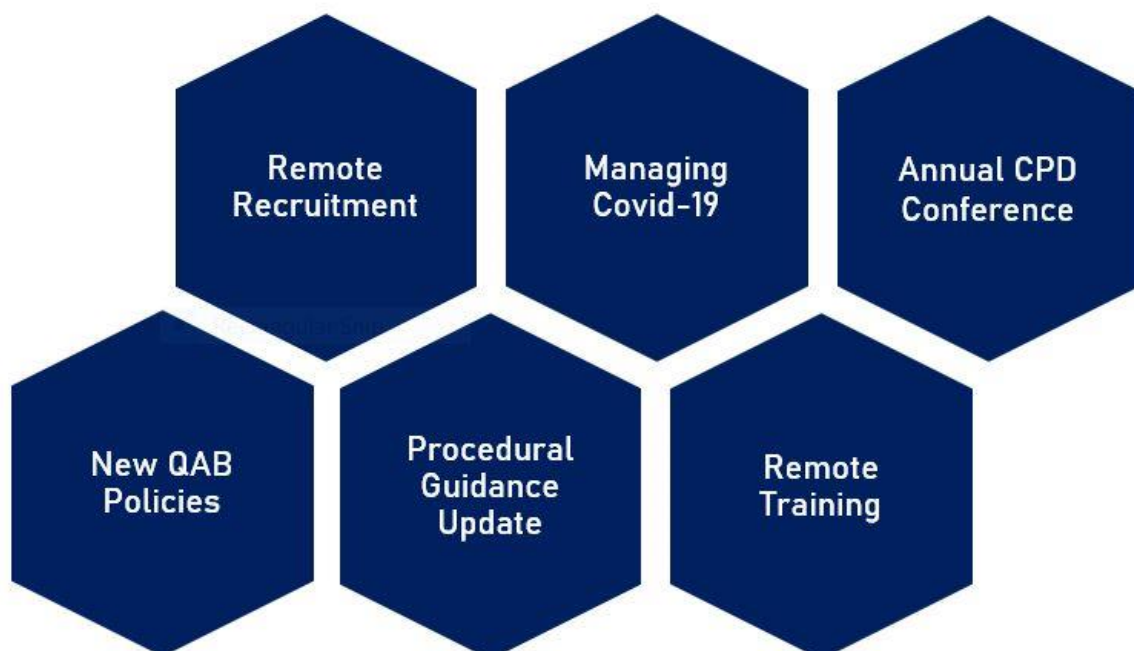 Remote
Recruitment
Managing
Covid-19
Annual CPD
Conference
New QAB
Policies
Procedural
Guidance
Update
Remote
Training